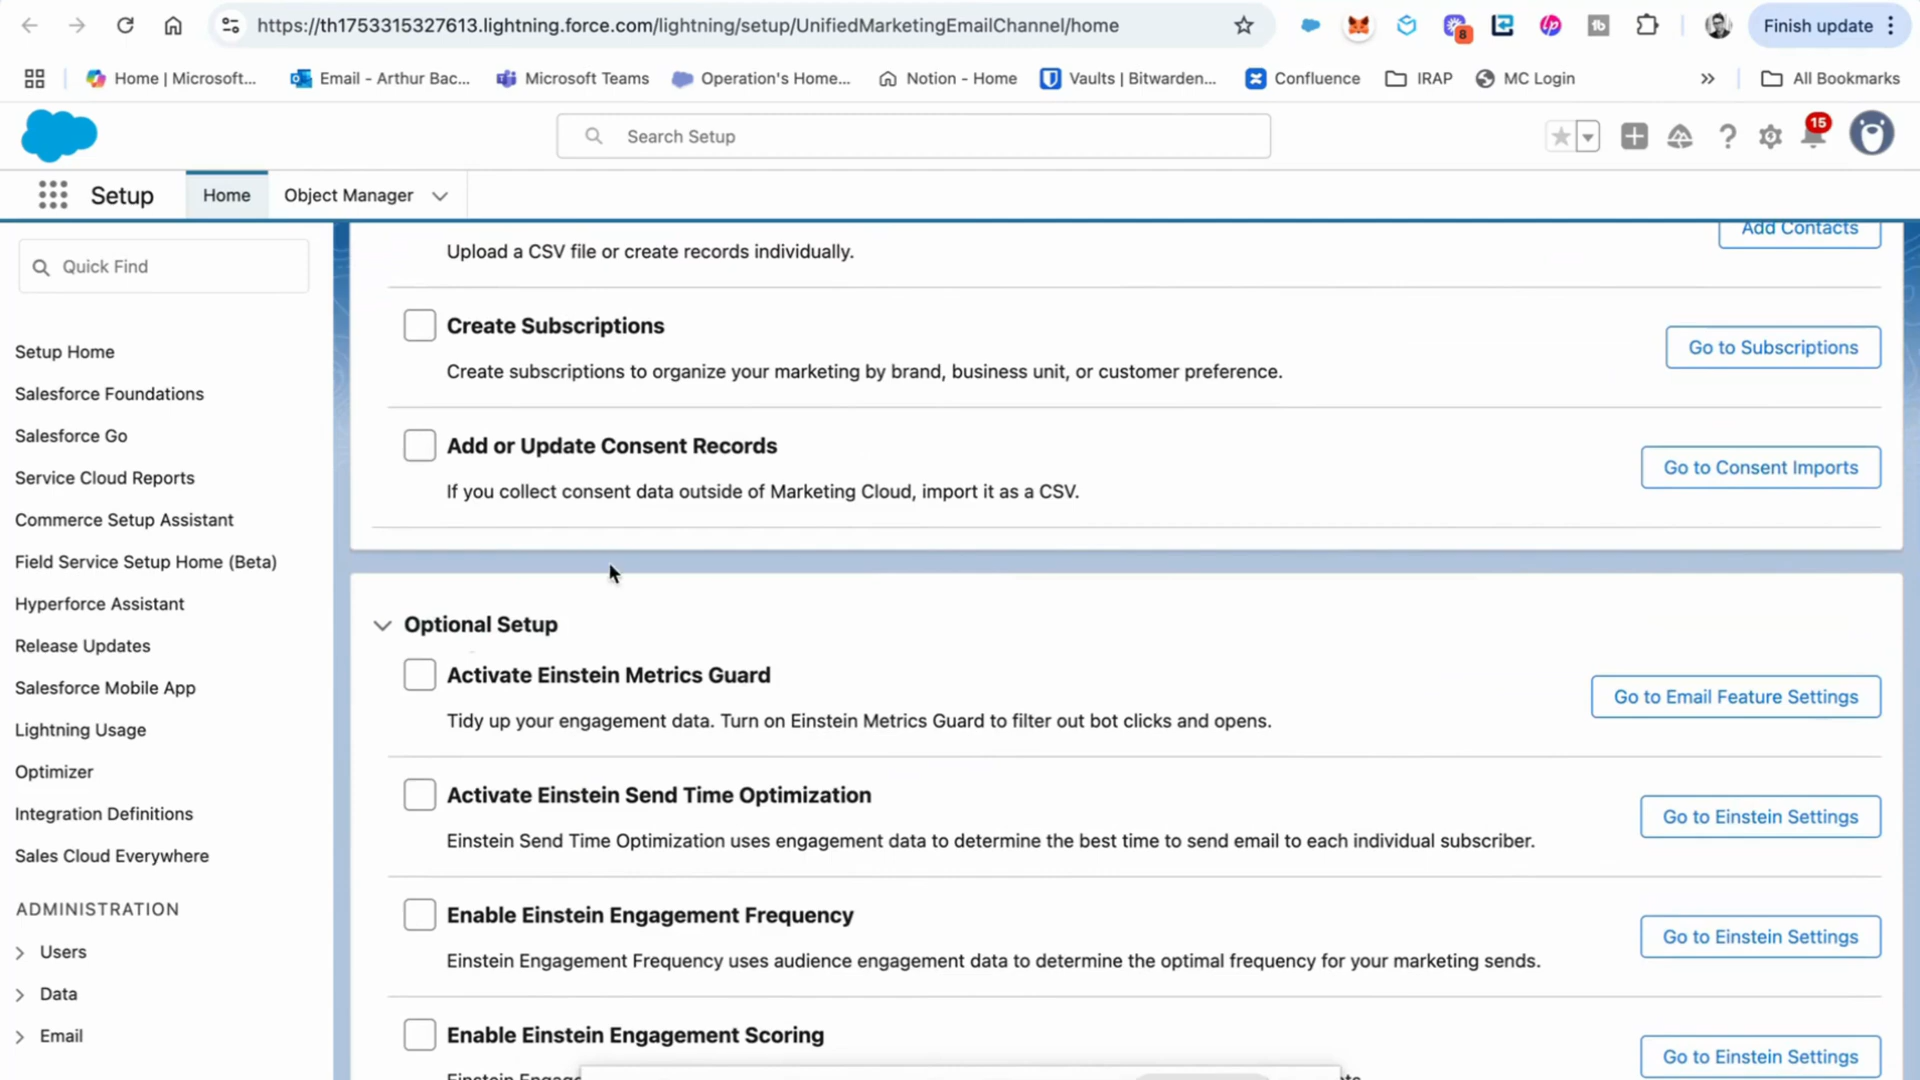 https://th1753315327613.lightning.force.com/lightning/setup/UnifiedMarketingEmailChannel/home
8
Finish update
Home | Microsoft...
Email - Arthur Bac...
Microsoft Teams
Operation's Home...
Notion - Home
Vaults | Bitwarden...
Confluence
IRAP
MC Login
»
All Bookmarks
Search Setup
15
Setup
Home
Object Manager
Quick Find
Setup Home
Salesforce Foundations
Salesforce Go
Service Cloud Reports
Commerce Setup Assistant
Field Service Setup Home (Beta)
Hyperforce Assistant
Release Updates
Salesforce Mobile App
Lightning Usage
Optimizer
Integration Definitions
Sales Cloud Everywhere
ADMINISTRATION
Users
Data
Email
Add Contacts
Upload a CSV file or create records individually.
Create Subscriptions
Go to Subscriptions
Create subscriptions to organize your marketing by brand, business unit, or customer preference.
Add or Update Consent Records
Go to Consent Imports
If you collect consent data outside of Marketing Cloud, import it as a CSV.
Optional Setup
Activate Einstein Metrics Guard
Go to Email Feature Settings
Tidy up your engagement data. Turn on Einstein Metrics Guard to filter out bot clicks and opens.
Activate Einstein Send Time Optimization
Go to Einstein Settings
Einstein Send Time Optimization uses engagement data to determine the best time to send email to each individual subscriber.
Enable Einstein Engagement Frequency
Go to Einstein Settings
Einstein Engagement Frequency uses audience engagement data to determine the optimal frequency for your marketing sends.
Enable Einstein Engagement Scoring
Go to Einstein Settings